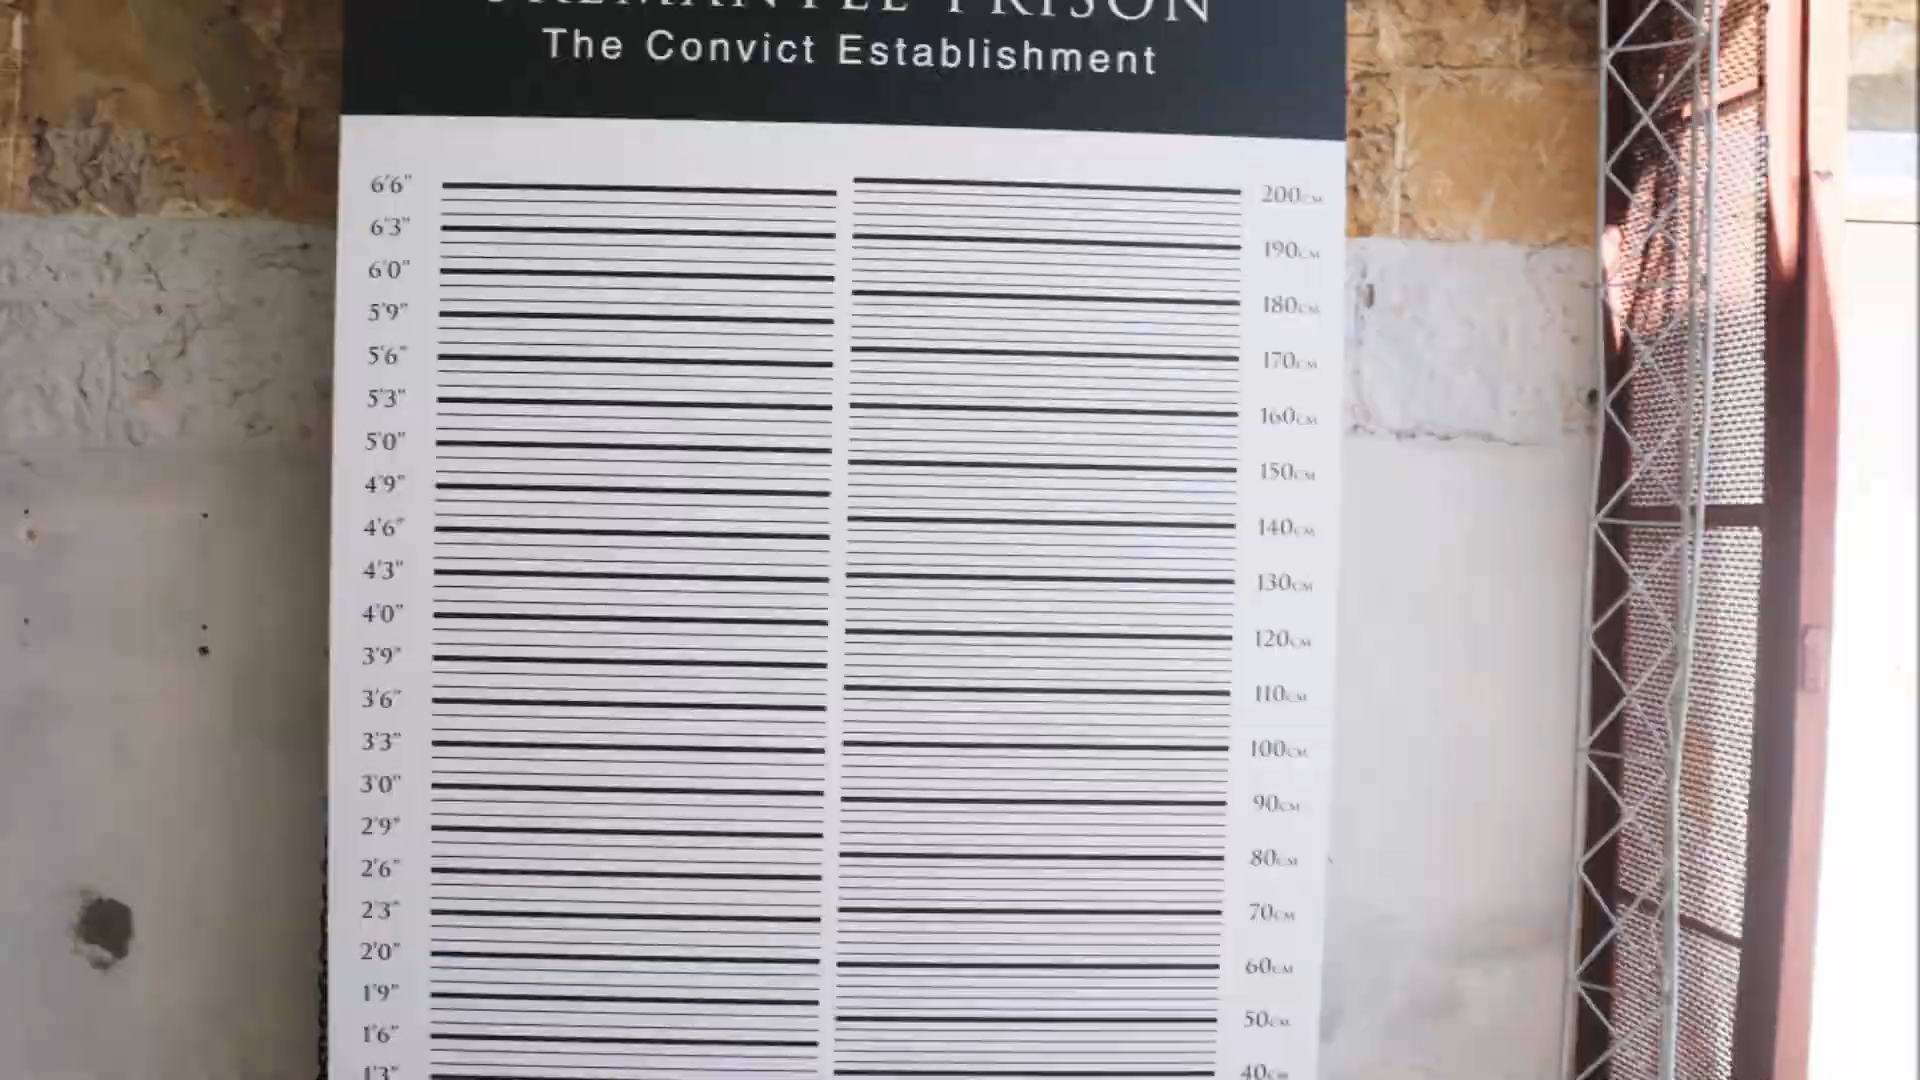 FREMANTLE PRISON
The Convict Establishment
6'6" 200CM
6'3" 190CM
6'0" 180CM
5'9"
5'6" 170CM
5'3" 160CM
5'0"
4'9" 150CM
4'6" 140CM
4'3" 130CM
4'0" 120CM
3'9"
3'6" 110CM
3'3" 100CM
3'0" 90CM
2'9"
2'6" 80CM
2'3" 70CM
2'0" 60CM
1'9"
1'6" 50CM
1'3" 40CM